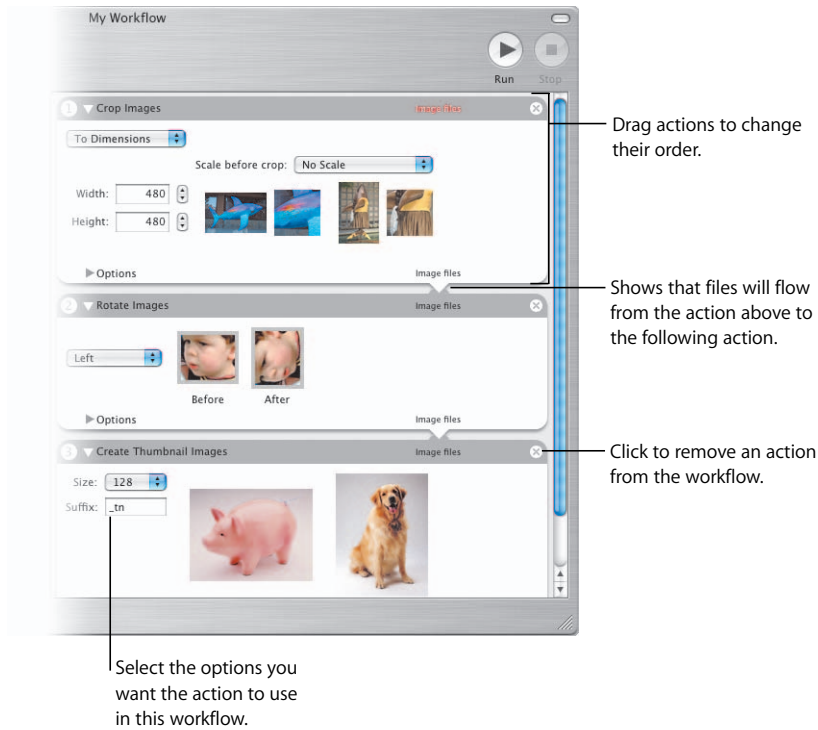 My Workflow
Run
Stop
1 Crop Images
Image files
To Dimensions
Scale before crop: No Scale
Width: 480
Height: 480
Options
Image files
2 Rotate Images
Image files
Left
Before
After
Options
Image files
3 Create Thumbnail Images
Image files
Size: 128
Suffix: _tn
Drag actions to change
their order.
Shows that files will flow
from the action above to
the following action.
Click to remove an action
from the workflow.
Select the options you
want the action to use
in this workflow.